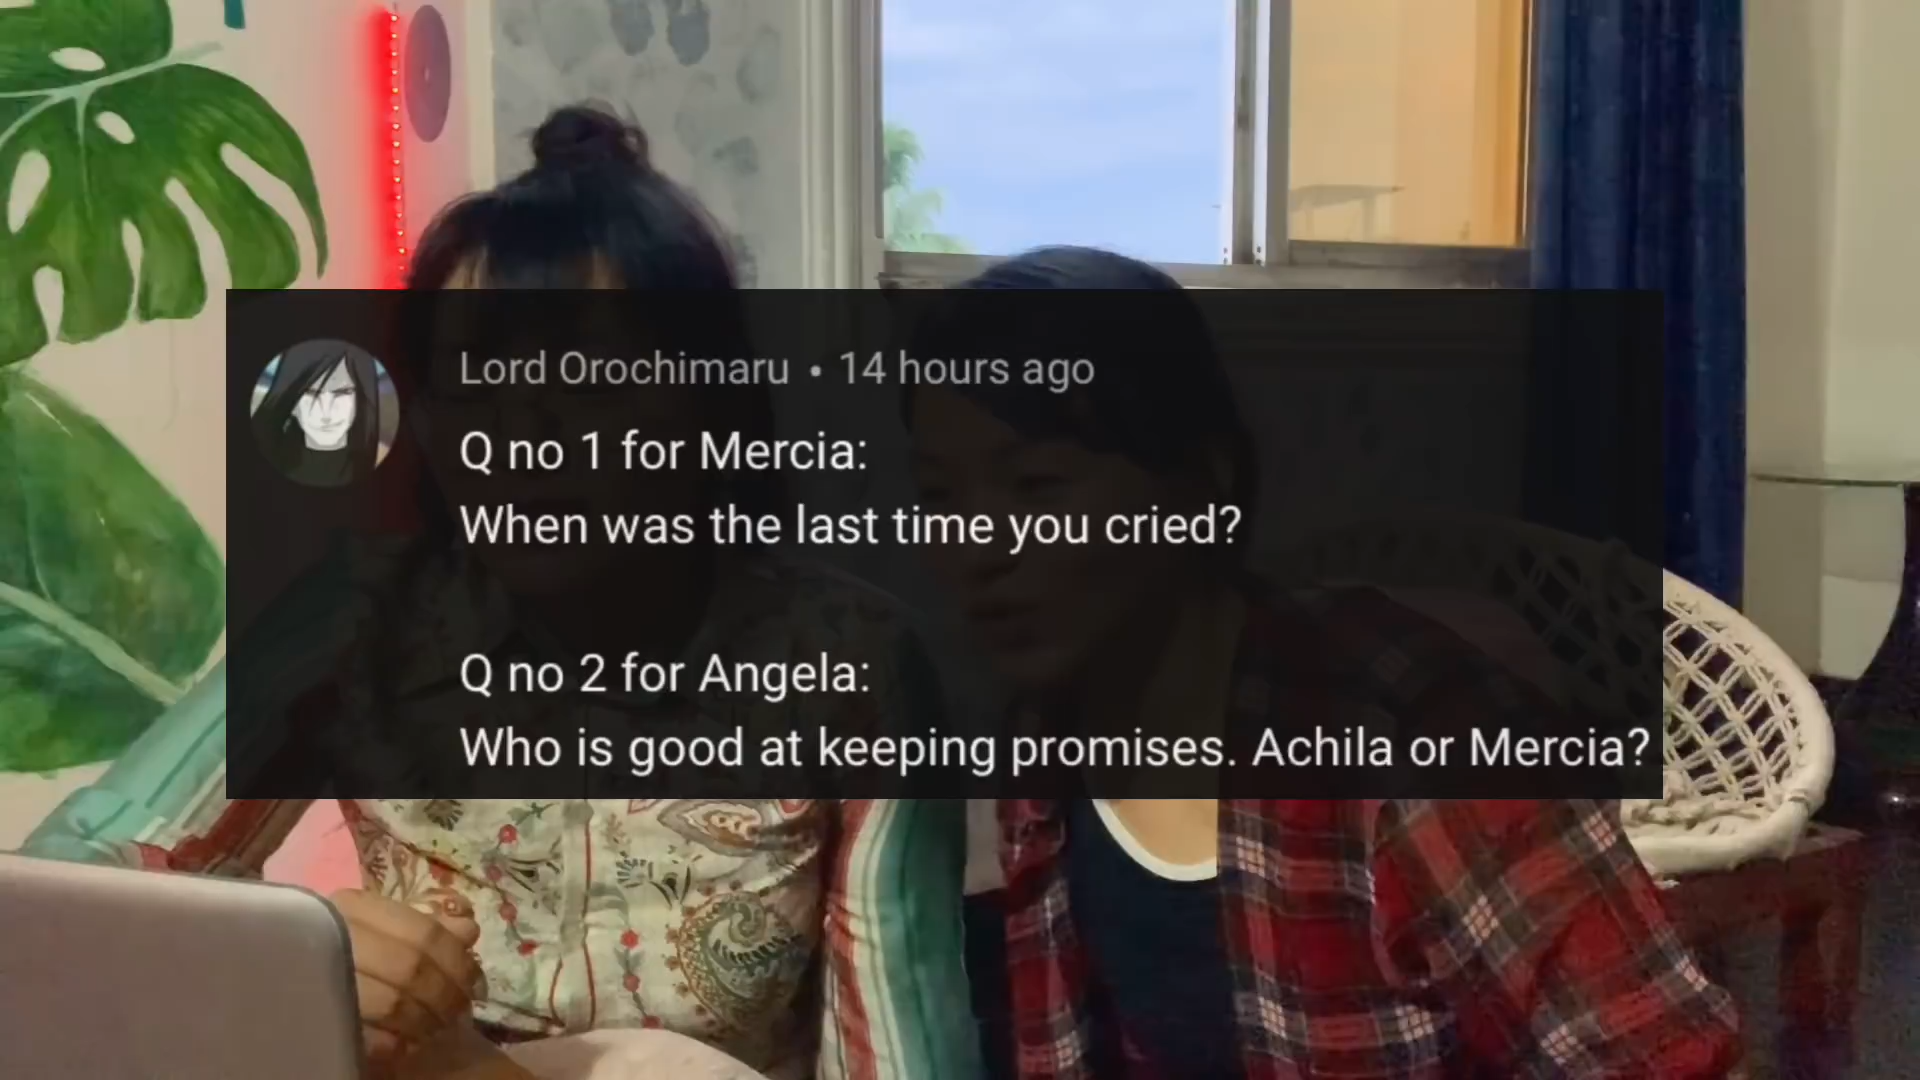 Lord Orochimaru • 14 hours ago
Q no 1 for Mercia:
When was the last time you cried?
Q no 2 for Angela:
Who is good at keeping promises. Achila or Mercia?